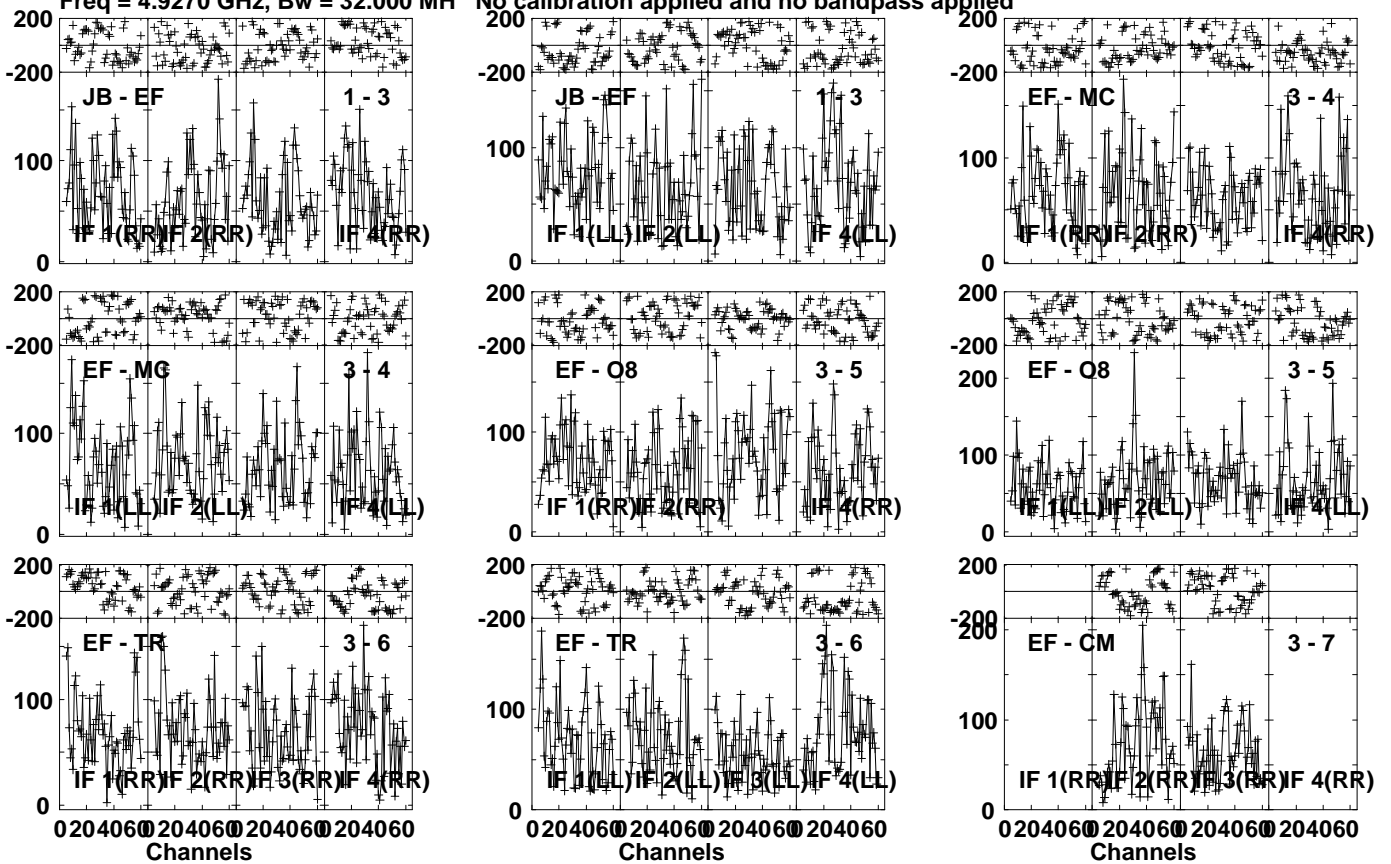 Freq = 4.9270 GHz, Bw = 32.000 MH No calibration applied and no bandpass applied
200
-200
JB - EF 1 - 3
100
IF 1(RR) IF 2(RR) IF 4(RR)
0
200
-200
JB - EF 1 - 3
100
IF 1(LL) IF 2(LL) IF 4(LL)
0
200
-200
EF - MC 3 - 4
100
IF 1(RR) IF 2(RR) IF 4(RR)
0
200
-200
EF - MC 3 - 4
100
IF 1(LL) IF 2(LL) IF 4(LL)
0
200
-200
EF - O8 3 - 5
100
IF 1(RR) IF 2(RR) IF 4(RR)
0
200
-200
EF - O8 3 - 5
200
100
IF 1(LL) IF 2(LL) IF 4(LL)
0
200
-200
EF - TR 3 - 6
100
IF 1(RR) IF 2(RR) IF 3(RR) IF 4(RR)
0
0 20 40 60 0 20 40 60 0 20 40 60 0 20 40 60
Channels
200
-200
EF - TR 3 - 6
100
IF 1(LL) IF 2(LL) IF 3(LL) IF 4(LL)
0
0 20 40 60 0 20 40 60 0 20 40 60 0 20 40 60
Channels
200
-200
200
EF - CM 3 - 7
100
IF 1(RR) IF 2(RR) IF 3(RR) IF 4(RR)
0
0 20 40 60 0 20 40 60 0 20 40 60 0 20 40 60
Channels